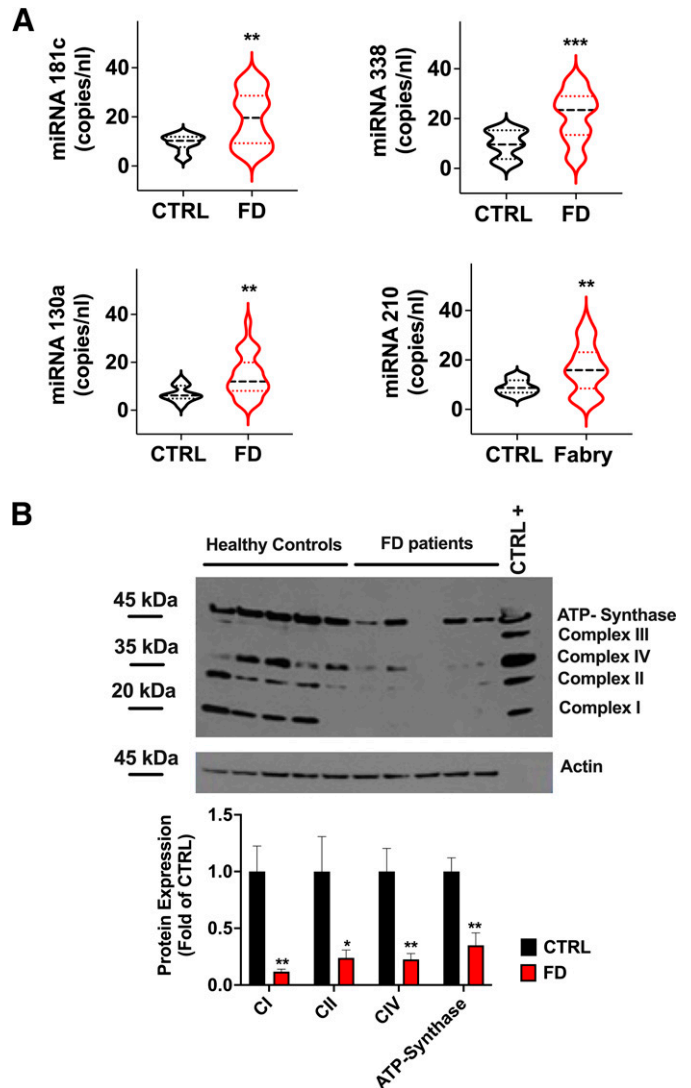 A
miRNA 181c
(copies/nl)
40
20
0
**
CTRL FD
miRNA 338
(copies/nl)
40
20
0
***
CTRL FD
miRNA 130a
(copies/nl)
40
20
0
**
CTRL FD
miRNA 210
(copies/nl)
40
20
0
**
CTRL Fabry
B
Healthy Controls
FD patients
CTRL +
45 kDa
35 kDa
20 kDa
ATP- Synthase
Complex III
Complex IV
Complex II
Complex I
45 kDa
Actin
Protein Expression
(Fold of CTRL)
1.5
1.0
0.5
0.0
**
*
**
**
CI
CII
CIV
ATP-Synthase
CTRL
FD